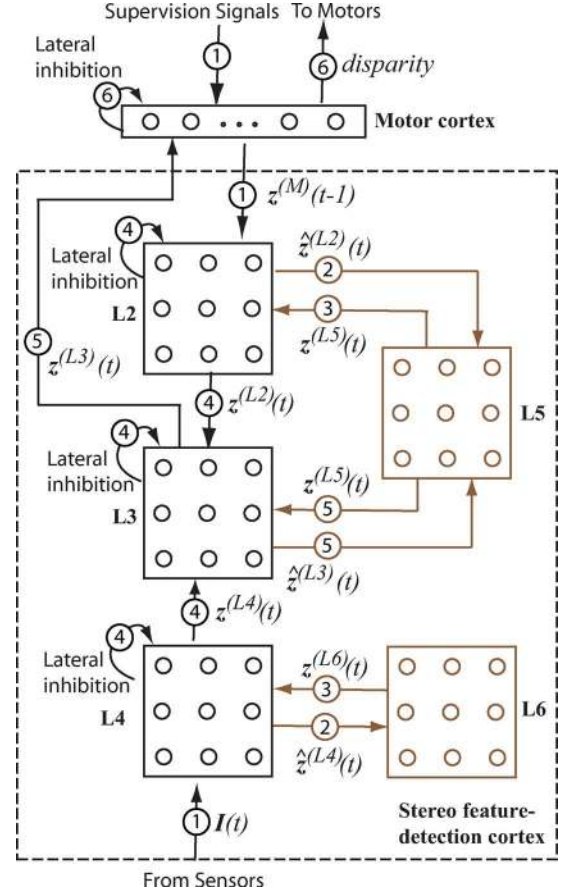 Supervision Signals To Motors
Lateral
inhibition
1
6 disparity
6
Motor cortex
1 z^(M)(t-1)
4
Lateral
inhibition
ẑ^(L2)(t)
2
3
z^(L5)(t)
L2
5
z^(L3)(t)
4 z^(L2)(t)
L5
4
Lateral
inhibition
L3
z^(L5)(t)
5
5
ẑ^(L3)(t)
4 z^(L4)(t)
4
Lateral
inhibition
L4
z^(L6)(t)
3
2
ẑ^(L4)(t)
L6
1 I(t)
Stereo feature-
detection cortex
From Sensors